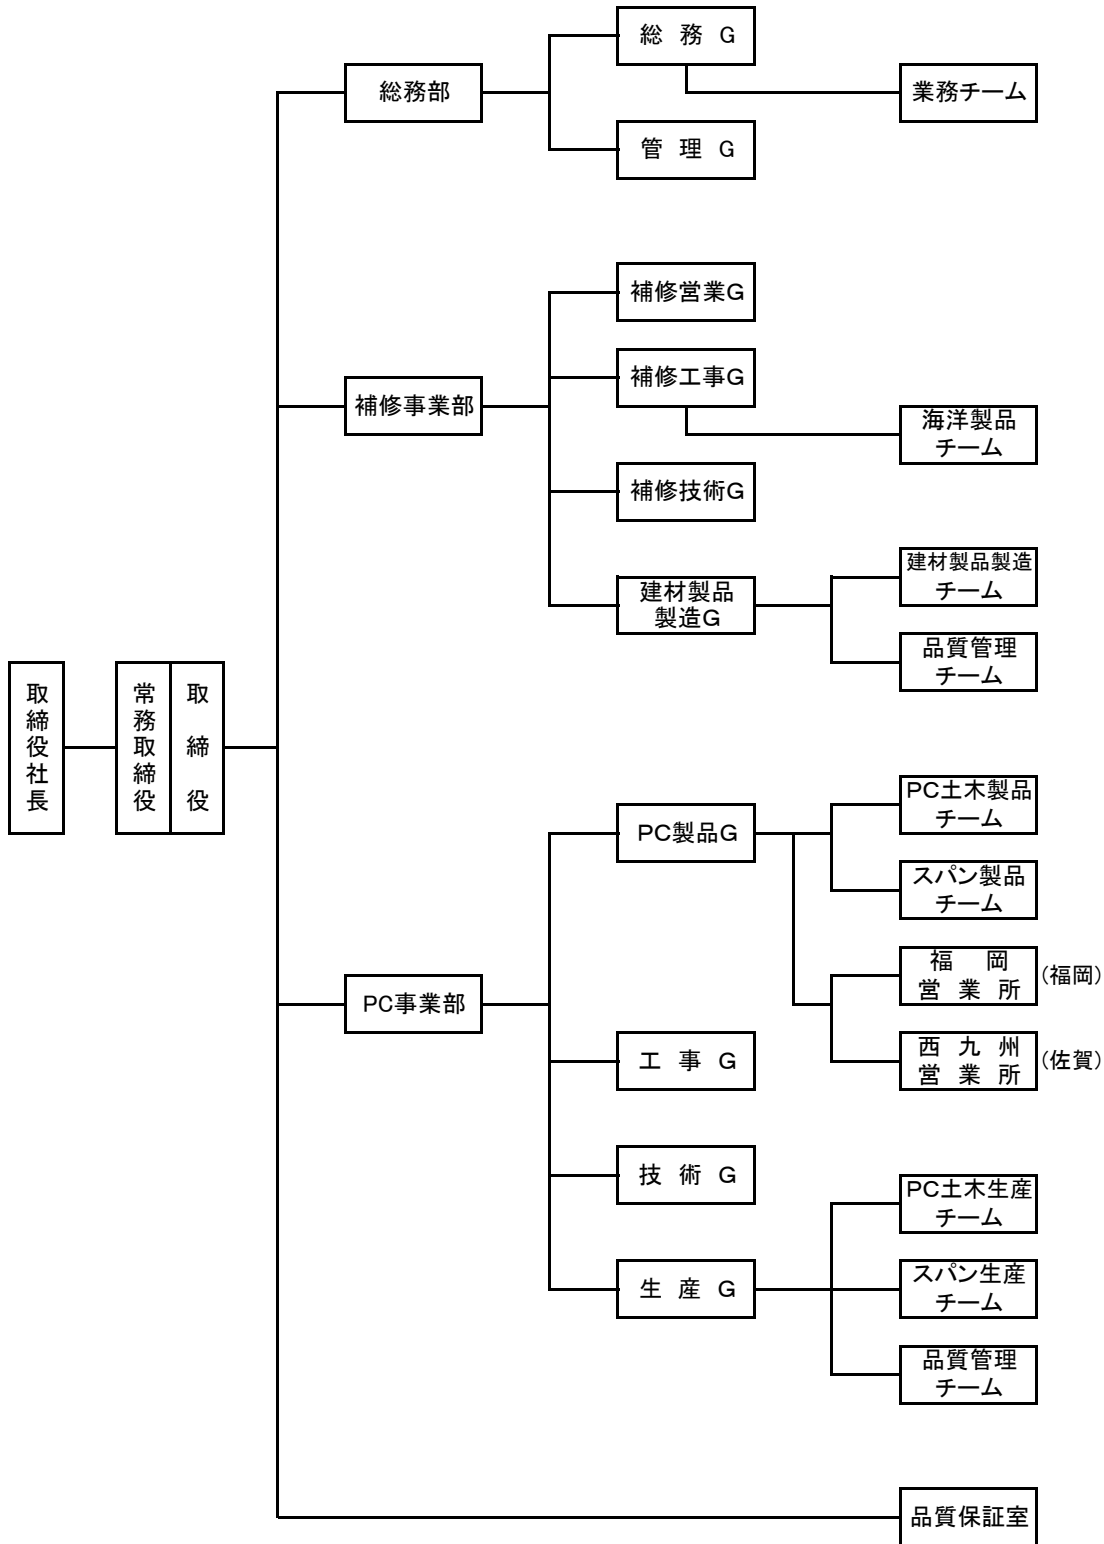 取締役社長
常務取締役
取締役
総務部
総務G
業務チーム
管理G
補修事業部
補修営業G
補修工事G
海洋製品
チーム
補修技術G
建材製品
製造G
建材製品製造
チーム
品質管理
チーム
PC事業部
PC製品G
PC土木製品
チーム
スパン製品
チーム
福岡
営業所
(福岡)
西九州
営業所
(佐賀)
工事G
技術G
生産G
PC土木生産
チーム
スパン生産
チーム
品質管理
チーム
品質保証室